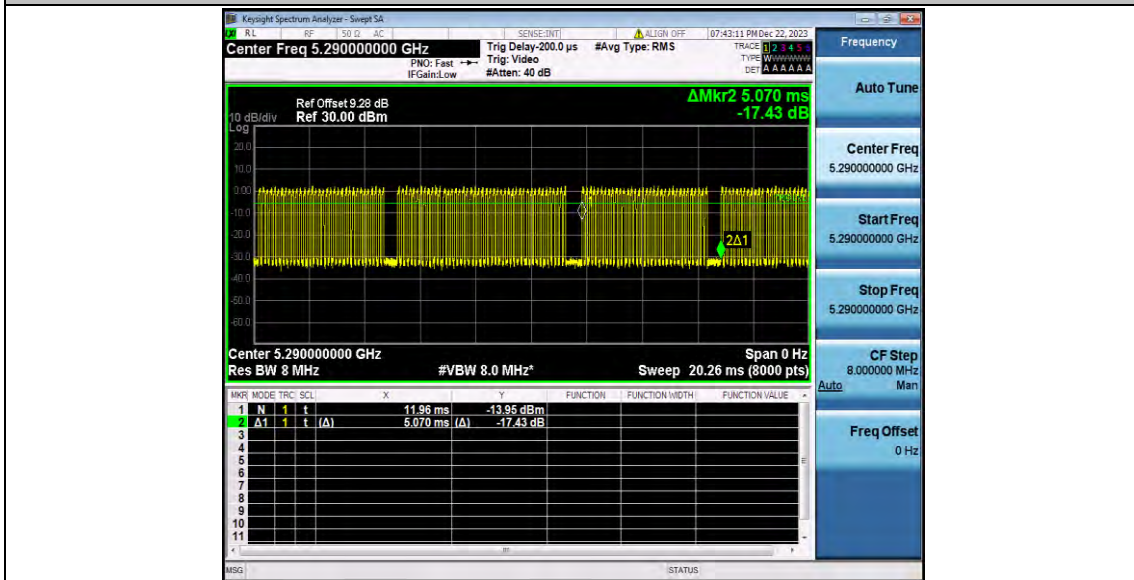 Keysight Spectrum Analyzer - Swept SA
RL RF 50 Ω AC SENSE:INT ALIGN OFF 07:43:11 PM Dec 22, 2023
Center Freq 5.290000000 GHz
PNO: Fast
IFGain:Low
Trig Delay-200.0 µs
Trig: Video
#Atten: 40 dB
#Avg Type: RMS
TRACE 1 2 3 4 5 6
TYPE W
DET A A A A A A
Frequency
Auto Tune
Center Freq
5.290000000 GHz
Start Freq
5.290000000 GHz
Stop Freq
5.290000000 GHz
CF Step
8.000000 MHz
Auto Man
Freq Offset
0 Hz
ΔMkr2 5.070 ms
-17.43 dB
Ref Offset 9.28 dB
10 dB/div Ref 30.00 dBm
Log
20.0
10.0
0.00
-10.0
-20.0
-30.0
-40.0
-50.0
-60.0
2Δ1
Center 5.290000000 GHz Span 0 Hz
Res BW 8 MHz #VBW 8.0 MHz* Sweep 20.26 ms (8000 pts)
MKR MODE TRC SCL X Y FUNCTION FUNCTION WIDTH FUNCTION VALUE
1 N 1 t 11.96 ms -13.95 dBm
2 Δ1 1 t (Δ) 5.070 ms (Δ) -17.43 dB
3
4
5
6
7
8
9
10
11
MSG STATUS